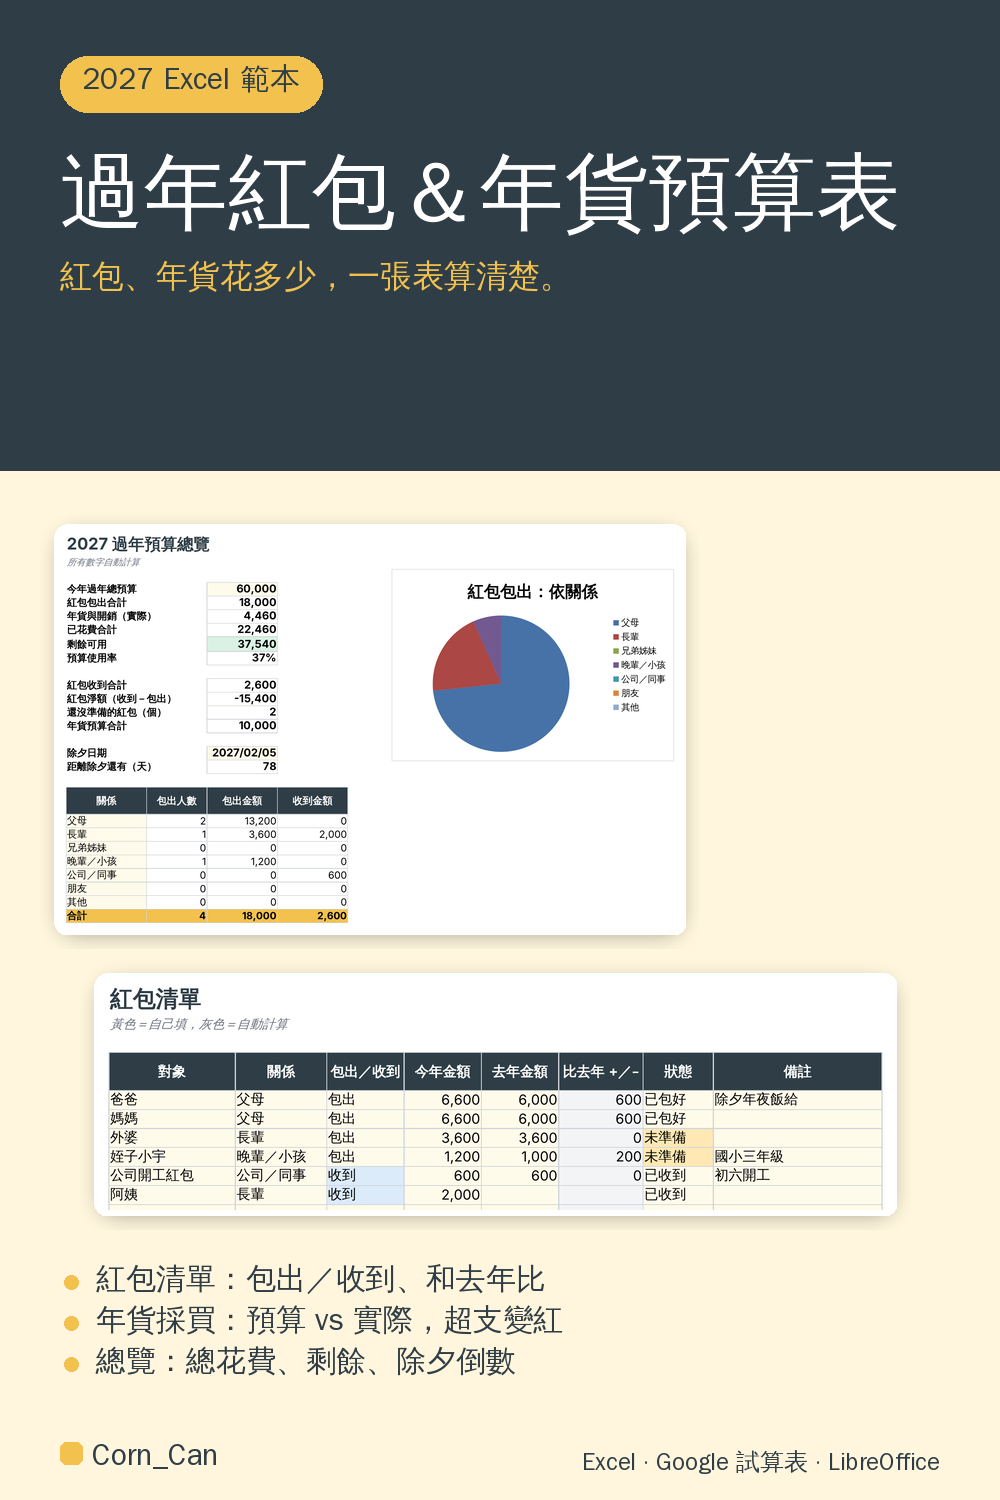 2027 Excel 範本
過年紅包＆年貨預算表
紅包、年貨花多少，一張表算清楚。
2027 過年預算總覽
所有數字自動計算
今年過年總預算 60,000
紅包包出合計 18,000
年貨與開銷（實際） 4,460
已花費合計 22,460
剩餘可用 37,540
預算使用率 37%
紅包收到合計 2,600
紅包淨額（收到－包出） -15,400
還沒準備的紅包（個） 2
年貨預算合計 10,000
除夕日期 2027/02/05
距離除夕還有（天） 78
紅包包出：依關係
父母
長輩
兄弟姊妹
晚輩／小孩
公司／同事
朋友
其他
關係 包出人數 包出金額 收到金額
父母 2 13,200 0
長輩 1 3,600 2,000
兄弟姊妹 0 0 0
晚輩／小孩 1 1,200 0
公司／同事 0 0 600
朋友 0 0 0
其他 0 0 0
合計 4 18,000 2,600
紅包清單
黃色＝自己填，灰色＝自動計算
對象 關係 包出／收到 今年金額 去年金額 比去年 +／− 狀態 備註
爸爸 父母 包出 6,600 6,000 600 已包好 除夕年夜飯給
媽媽 父母 包出 6,600 6,000 600 已包好
外婆 長輩 包出 3,600 3,600 0 未準備
姪子小宇 晚輩／小孩 包出 1,200 1,000 200 未準備 國小三年級
公司開工紅包 公司／同事 收到 600 600 0 已收到 初六開工
阿姨 長輩 收到 2,000 已收到
紅包清單：包出／收到、和去年比
年貨採買：預算 vs 實際，超支變紅
總覽：總花費、剩餘、除夕倒數
Corn_Can
Excel · Google 試算表 · LibreOffice